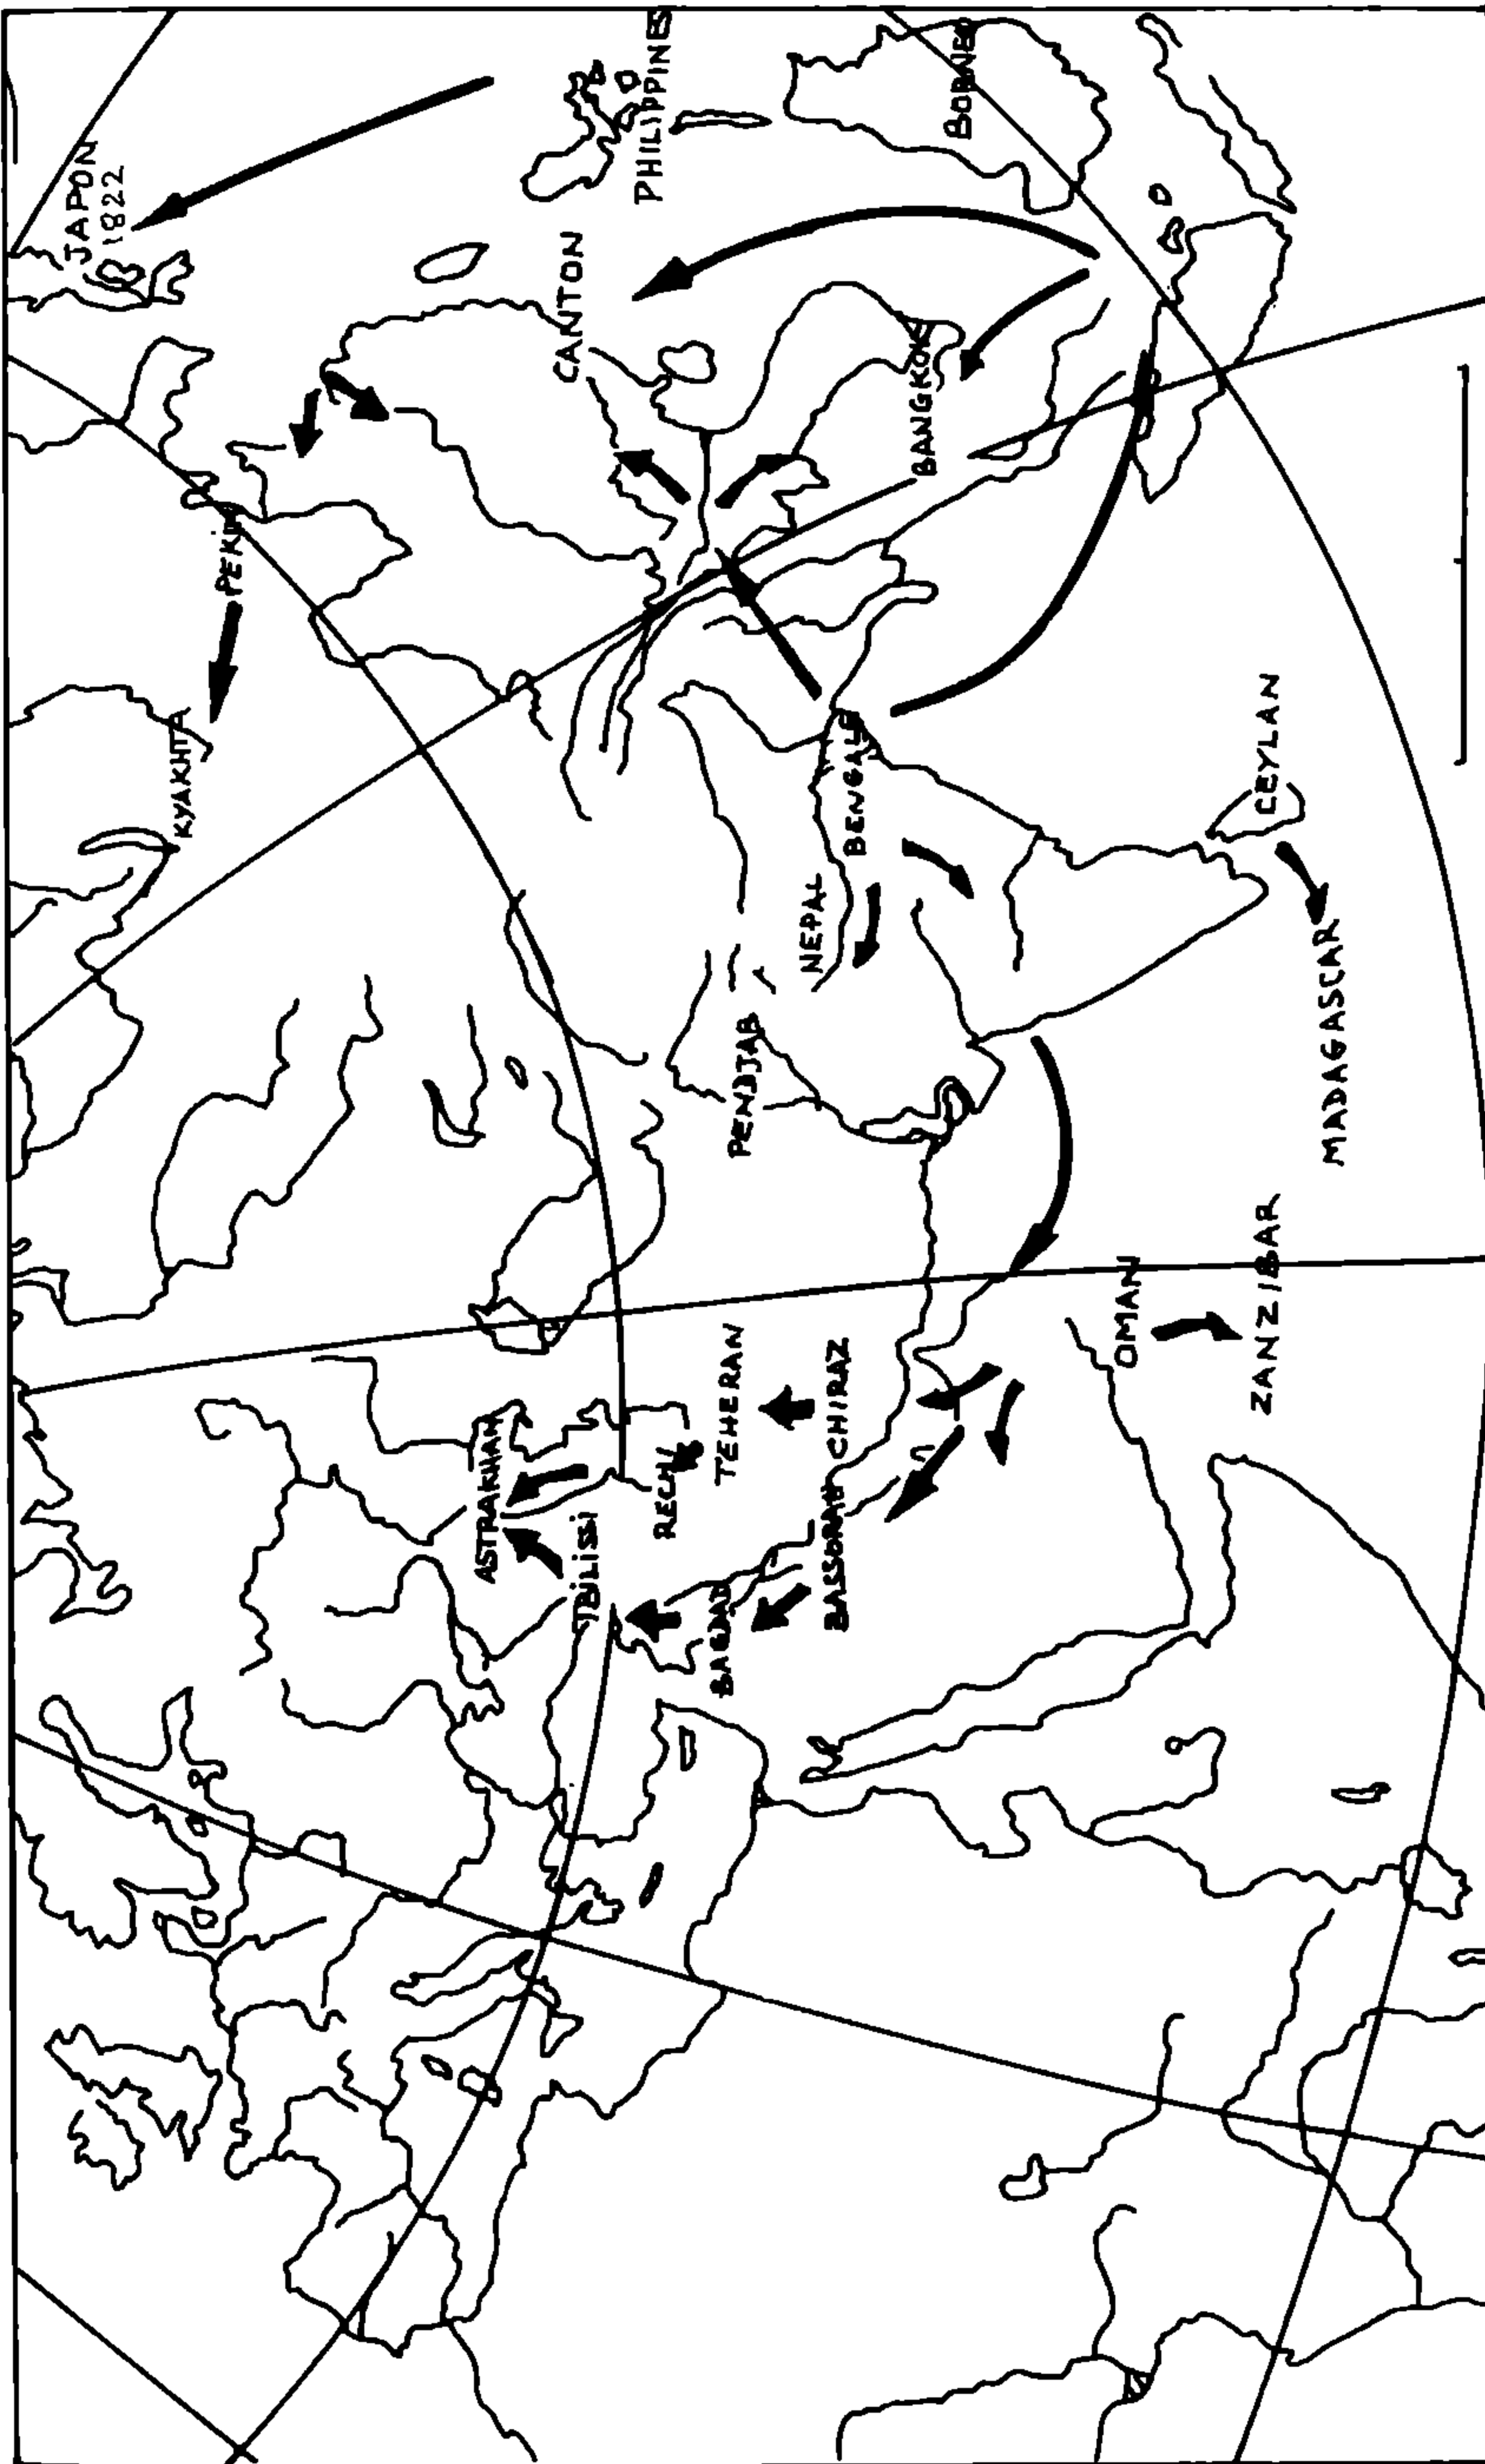 JAPON
1822
KYAKHTA
PEKIN
ASTRAKHAN
CANTON
TBiLiSi
PHILIPPINES
RECHT
BAGDAD
TEHERAN
PENDJAB
NEPAL
BASSORAH
CHIRAZ
BENGALE
BANGKOK
BORNEO
OMAN
ZANZIBAR
CEYLAN
MADAGASCAR